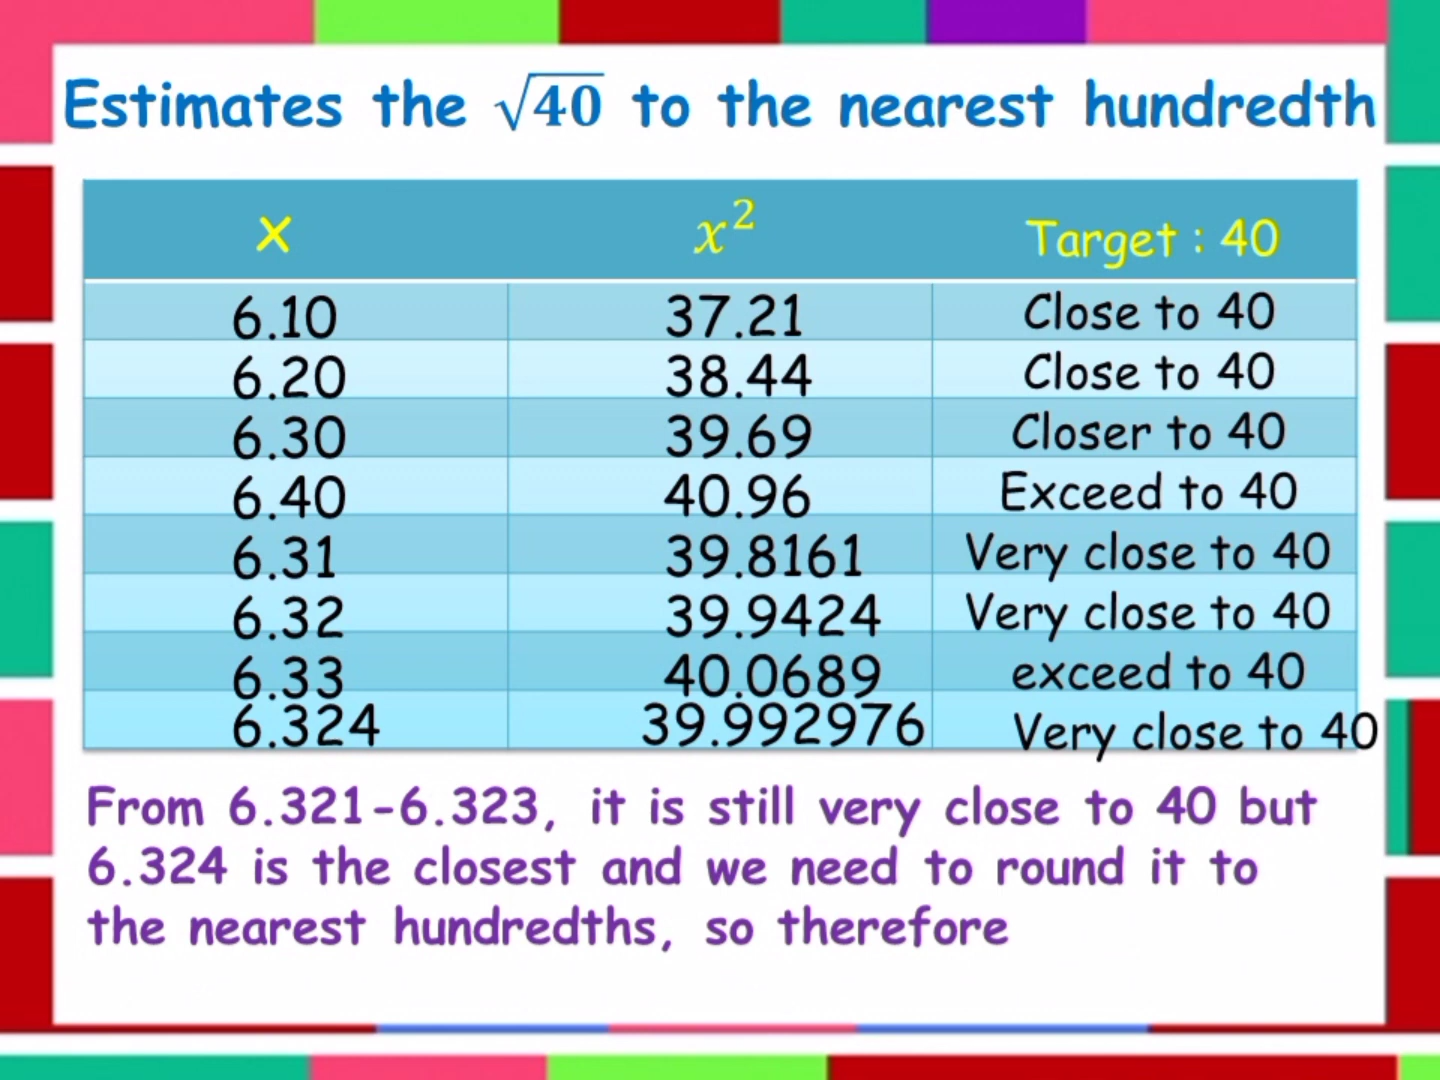 Estimates the √40 to the nearest hundredth
x x² Target : 40
6.10 37.21 Close to 40
6.20 38.44 Close to 40
6.30 39.69 Closer to 40
6.40 40.96 Exceed to 40
6.31 39.8161 Very close to 40
6.32 39.9424 Very close to 40
6.33 40.0689 exceed to 40
6.324 39.992976 Very close to 40
From 6.321-6.323, it is still very close to 40 but
6.324 is the closest and we need to round it to
the nearest hundredths, so therefore